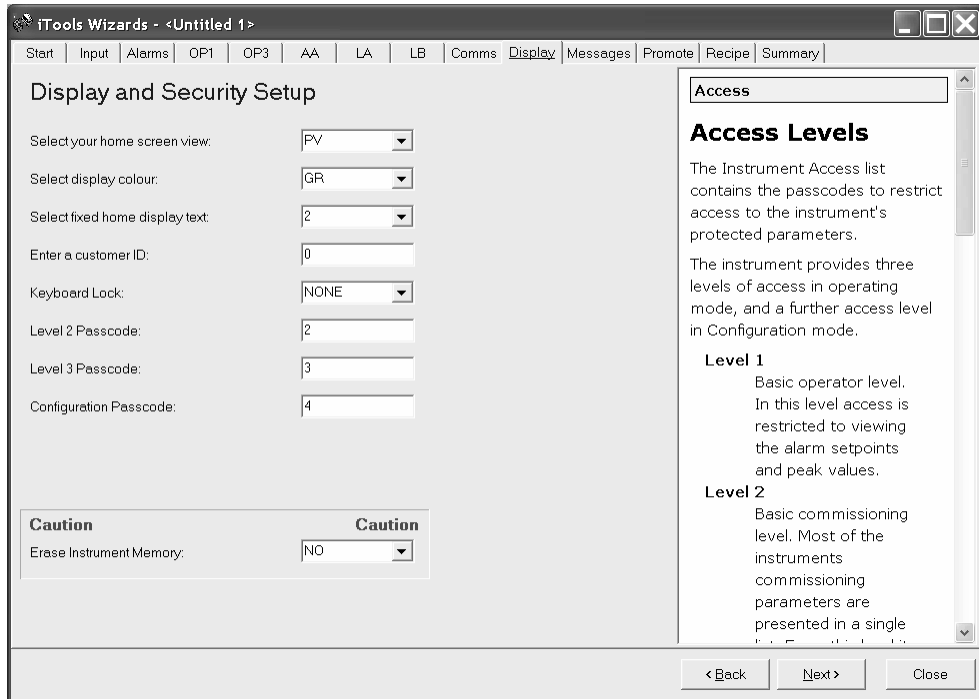 iTools Wizards - <Untitled 1>
Start Input Alarms OP1 OP3 AA LA LB Comms Display Messages Promote Recipe Summary
Display and Security Setup
Select your home screen view: PV
Select display colour: GR
Select fixed home display text: 2
Enter a customer ID: 0
Keyboard Lock: NONE
Level 2 Passcode: 2
Level 3 Passcode: 3
Configuration Passcode: 4
Caution Caution
Erase Instrument Memory: NO
Access
Access Levels
The Instrument Access list
contains the passcodes to restrict
access to the instrument's
protected parameters.
The instrument provides three
levels of access in operating
mode, and a further access level
in Configuration mode.
Level 1
Basic operator level.
In this level access is
restricted to viewing
the alarm setpoints
and peak values.
Level 2
Basic commissioning
level. Most of the
instruments
commissioning
parameters are
presented in a single
< Back Next > Close